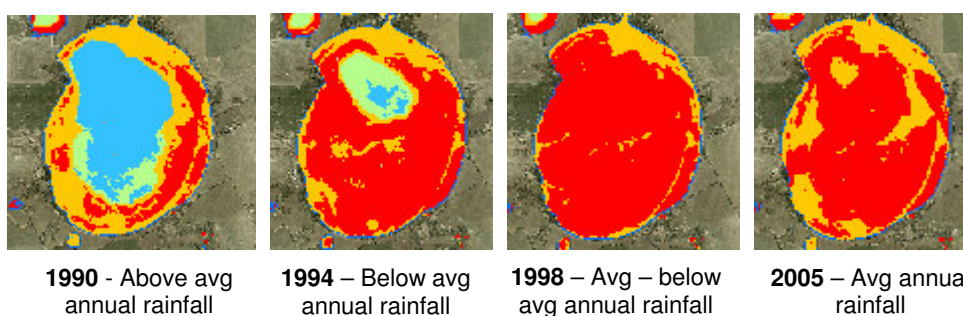 1990 - Above avg
annual rainfall
1994 – Below avg
annual rainfall
1998 – Avg – below
avg annual rainfall
2005 – Avg annua
rainfall